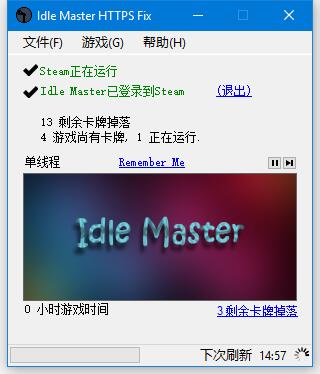 Idle Master HTTPS Fix
文件(F) 游戏(G) 帮助(H)
Steam正在运行
Idle Master已登录到Steam (退出)
13 剩余卡牌掉落
4 游戏尚有卡牌, 1 正在运行.
单线程 Remember Me
Idle Master
0 小时游戏时间 3剩余卡牌掉落
下次刷新 14:57